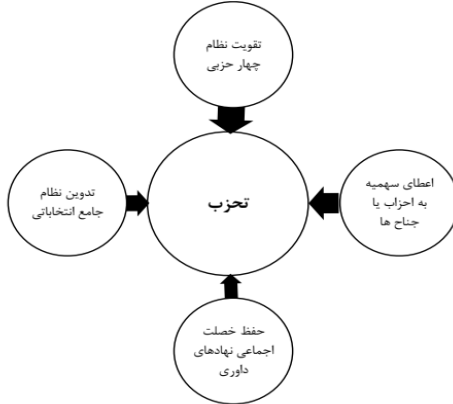 تقویت نظام
چهار حزبی
اعطای سهمیه
به احزاب یا
جناح ها
تحزب
تدوین نظام
جامع انتخاباتی
حفظ خصلت
اجماعی نهادهای
داوری